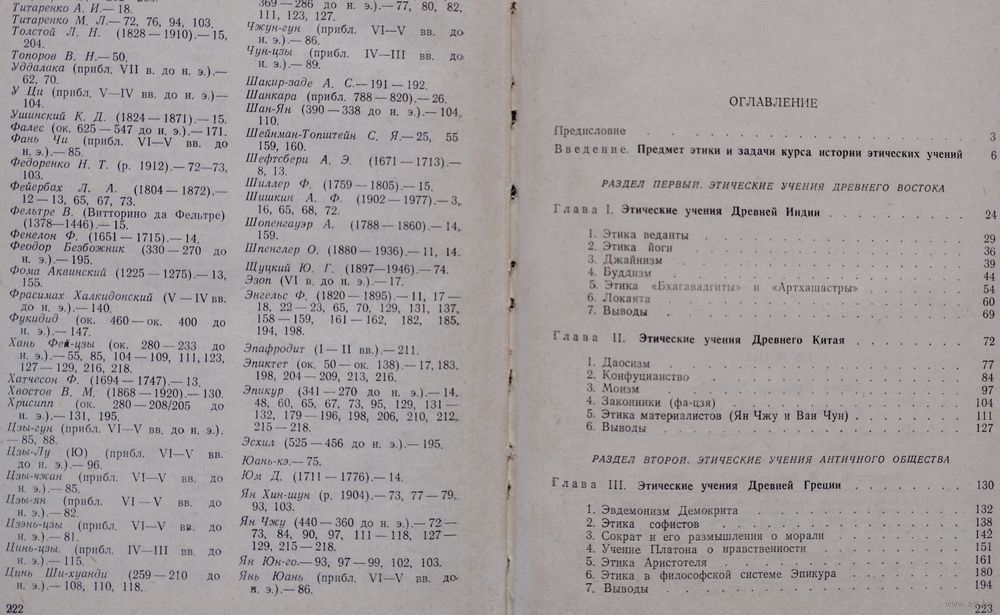 Титаренко А. И.— 18.
Титаренко М. Л.— 72, 76, 94, 103.
Толстой Л. Н. (1828 — 1910).— 15,
204.
Топоров В. Н.— 50.
Уддалака (прибл. VII в. до н. э.).—
62, 70.
У Ци (прибл. V—IV вв. до н. э.)—
104.
Ушинский К. Д. (1824 — 1871).— 15.
Фалес (ок. 625 — 547 до н. э.).— 171.
Фань Чи (прибл. VI—V вв. до
н. э.).— 85.
Федоренко Н. Т. (р. 1912).— 72—73,
103.
Фейербах Л. А. (1804 — 1872).—
12 — 13, 65, 67, 73.
Фельтре В. (Витторино да Фельтре)
(1378—1446).— 15.
Фенелон Ф. (1651 — 1715).— 14.
Феодор Безбожник (330 — 270 до
н. э.).— 195.
Фома Аквинский (1225 — 1275).— 13,
155.
Фрасимах Халкидонский (V — IV вв.
до н. э.).— 140.
Фукидид (ок. 460 — ок. 400 до
н. э.).— 147.
Хань Фей-цзы (ок. 280 — 233 до
н. э.).— 55, 85, 104 — 109, 111, 123,
127 — 129, 216, 218.
Хатчесон Ф. (1694 — 1747).— 13.
Хвостов В. М. (1868 — 1920).— 130.
Хрисипп (ок. 280 — 208/205 до
н. э.).— 131, 195.
Цзы-гун (прибл. VI—V вв. до н. э.).
— 85, 88.
Цзы-Лу (Ю) (прибл. VI—V вв.
до н. э.).— 96.
Цзы-чжан (прибл. VI—V вв. до
н. э.).— 85.
Цзы-ян (прибл. VI — V вв. до
н. э.).— 82.
Цзэнь-цзы (прибл. VI—V вв. до
н. э.).— 81.
Цинь-цзы. (прибл. IV—III вв. до
н. э.).— 115.
Цинь Ши-хуанди (259 — 210 до
н. э.).— 108, 110, 118.
222
369 — 286 до н. э.).— 77, 80, 82,
111, 123, 127.
Чжун-гун (прибл. VI—V вв. до
н. э.).— 86.
Чун-цзы (прибл. IV—III вв. до
н. э.).— 89.
Шакир-заде А. С.— 191 — 192.
Шанкара (прибл. 788 — 820).— 26.
Шан-Ян (390 — 338 до н. э.).— 104,
110.
Шейнман-Топштейн С. Я.— 25, 55
159, 160.
Шефтсбери А. Э. (1671 — 1713).—
8, 13.
Шиллер Ф. (1759 — 1805).— 15.
Шишкин А. Ф. (1902 — 1977).— 3,
16, 65, 68, 72.
Шопенгауэр А. (1788 — 1860).— 14,
159.
Шпенглер О. (1880 — 1936).— 11, 14.
Щуцкий Ю. Г. (1897—1946).— 74.
Эзоп (VI в. до н. э.).— 17.
Энгельс Ф. (1820 — 1895).— 11, 17 —
18, 22 — 23, 65, 70, 129, 131, 137,
158 — 159, 161 — 162, 182, 185,
194, 198.
Эпафродит (I — II вв.).— 211.
Эпиктет (ок. 50 — ок. 138).— 17, 183.
198, 204 — 209, 213, 216.
Эпикур (341 — 270 до н. э.).— 14,
48, 60, 65, 67, 73, 95, 129, 131 —
132, 179 — 196, 198, 206, 210, 212,
215 — 218.
Эсхил (525 — 456 до н. э.).— 195.
Юань-кэ.— 75.
Юм Д. (1711 — 1776).— 14.
Ян Хин-шун (р. 1904).— 73, 77 — 79,
93, 103.
Ян Чжу (440 — 360 до н. э.).— 72 —
73, 84, 90, 97, 111 — 118, 127 —
129, 215 — 218.
Ян Юн-го.— 93, 97 — 99, 102, 103.
Янь Юань (прибл. VI—V вв. до
н. э.).— 86.
ОГЛАВЛЕНИЕ
Предисловие . . . 3
Введение. Предмет этики и задачи курса истории этических учений 6
РАЗДЕЛ ПЕРВЫЙ. ЭТИЧЕСКИЕ УЧЕНИЯ ДРЕВНЕГО ВОСТОКА
Глава I. Этические учения Древней Индии . . . 24
1. Этика веданты . . . 29
2. Этика йоги . . . 36
3. Джайнизм . . . 39
4. Буддизм . . . 44
5. Этика «Бхагавадгиты» и «Артхашастры» . . . 54
6. Локаята . . . 60
7. Выводы . . . 69
Глава II. Этические учения Древнего Китая . . . 72
1. Даосизм . . . 77
2. Конфуцианство . . . 84
3. Моизм . . . 97
4. Законники (фа-цзя) . . . 104
5. Этика материалистов (Ян Чжу и Ван Чун) . . . 111
6. Выводы . . . 127
РАЗДЕЛ ВТОРОЙ. ЭТИЧЕСКИЕ УЧЕНИЯ АНТИЧНОГО ОБЩЕСТВА
Глава III. Этические учения Древней Греции . . . 130
1. Эвдемонизм Демокрита . . . 132
2. Этика софистов . . . 138
3. Сократ и его размышления о морали . . . 142
4. Учение Платона о нравственности . . . 151
5. Этика Аристотеля . . . 161
6. Этика в философской системе Эпикура . . . 180
7. Выводы . . . 194
223